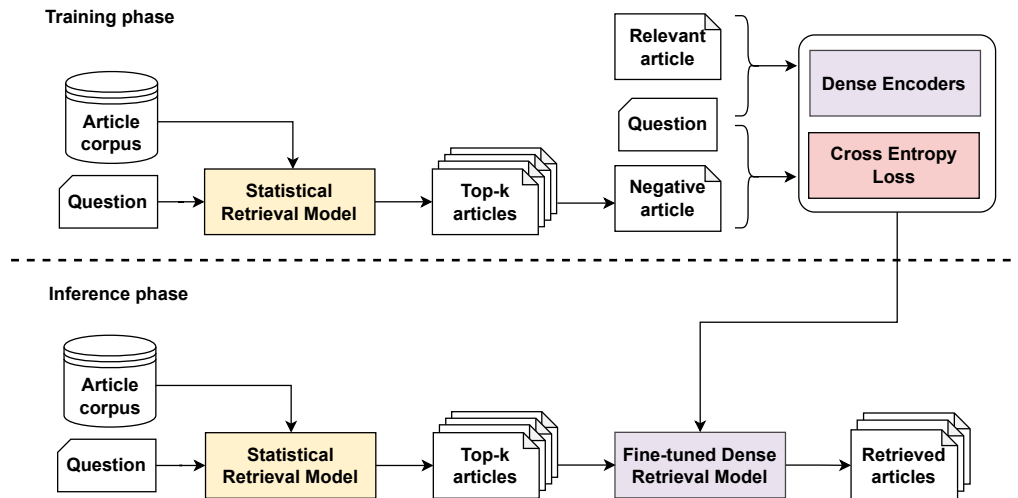 Training phase
Article
corpus
Question
Statistical
Retrieval Model
Top-k
articles
Relevant
article
Question
Negative
article
Dense Encoders
Cross Entropy
Loss
Inference phase
Article
corpus
Question
Statistical
Retrieval Model
Top-k
articles
Fine-tuned Dense
Retrieval Model
Retrieved
articles